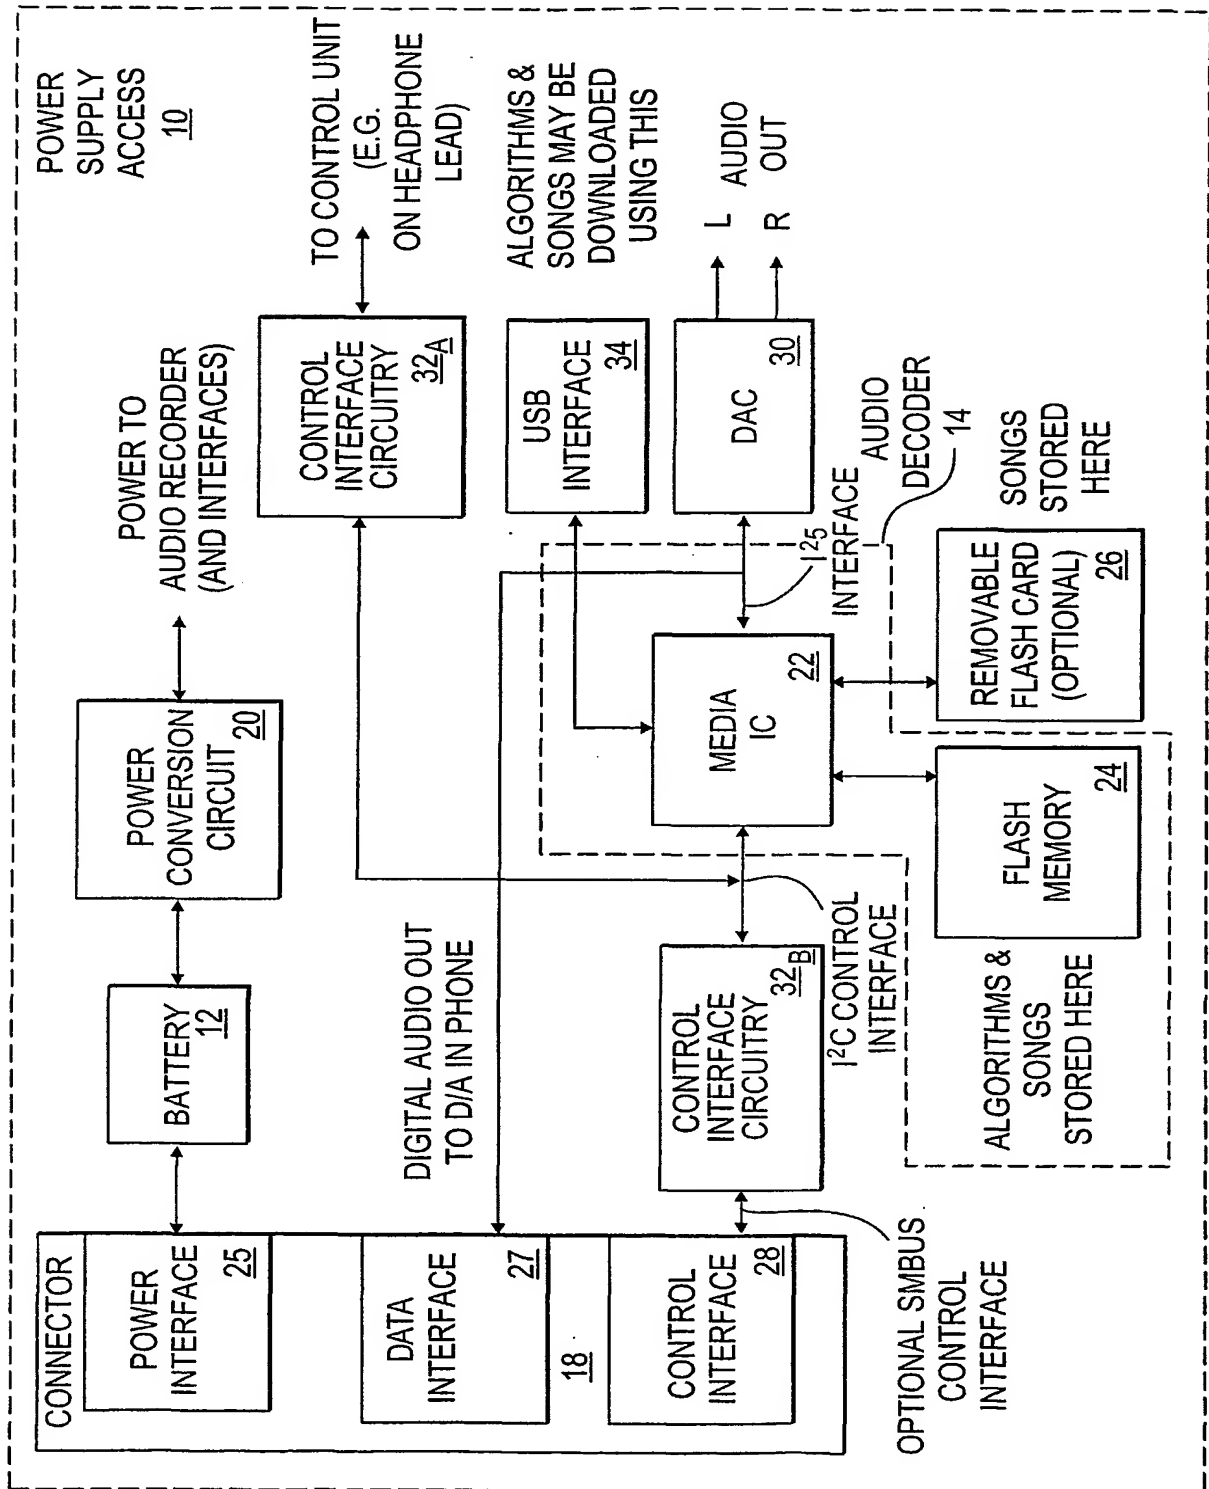 POWER
SUPPLY
ACCESS
10
CONNECTOR
POWER
INTERFACE
25
BATTERY
12
POWER
CONVERSION
CIRCUIT
20
POWER TO
AUDIO RECORDER
(AND INTERFACES)
TO CONTROL UNIT
(E.G.
ON HEADPHONE
LEAD)
CONTROL
INTERFACE
CIRCUITRY
32A
DATA
INTERFACE
27
18
DIGITAL AUDIO OUT
TO D/A IN PHONE
USB
INTERFACE
34
ALGORITHMS &
SONGS MAY BE
DOWNLOADED
USING THIS
CONTROL
INTERFACE
28
OPTIONAL SMBUS
CONTROL
INTERFACE
CONTROL
INTERFACE
CIRCUITRY
32B
I²C CONTROL
INTERFACE
MEDIA
IC
22
I²5
INTERFACE
DAC
30
L
R
AUDIO
OUT
AUDIO
DECODER
14
FLASH
MEMORY
24
ALGORITHMS &
SONGS
STORED HERE
REMOVABLE
FLASH CARD
(OPTIONAL)
26
SONGS
STORED
HERE